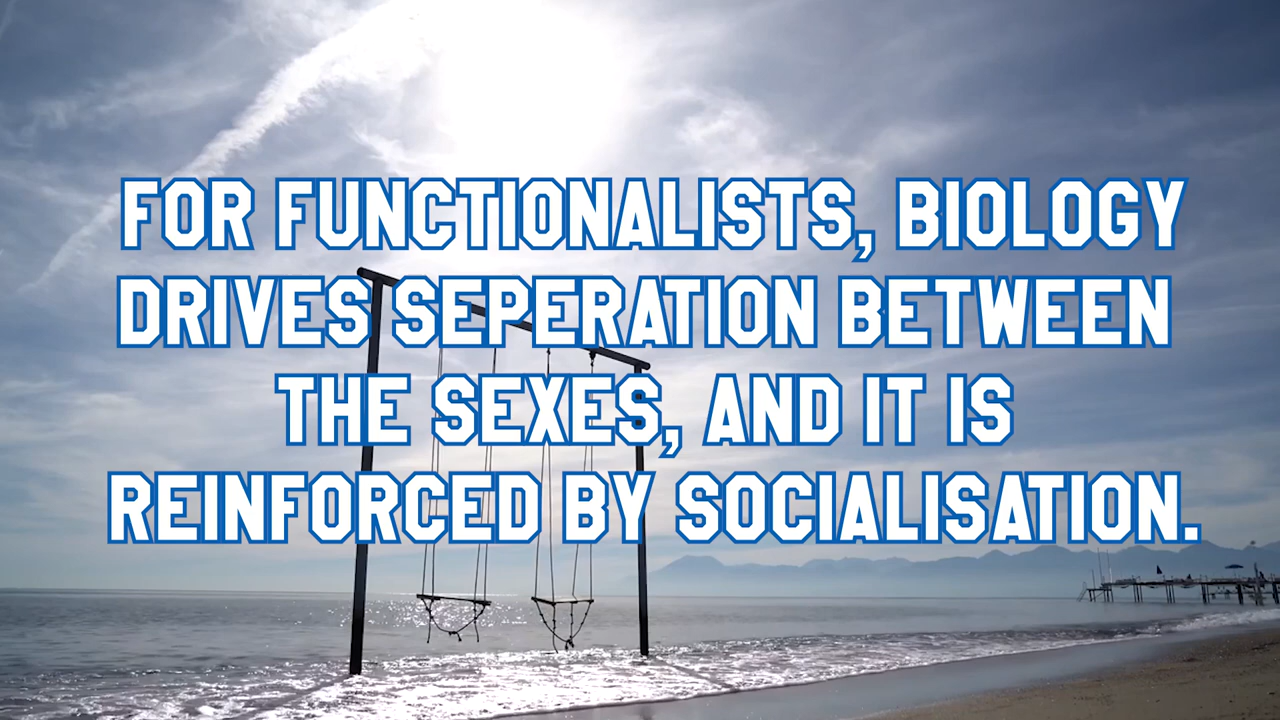 FOR FUNCTIONALISTS, BIOLOGY
DRIVES SEPERATION BETWEEN
THE SEXES, AND IT IS
REINFORCED BY SOCIALISATION.